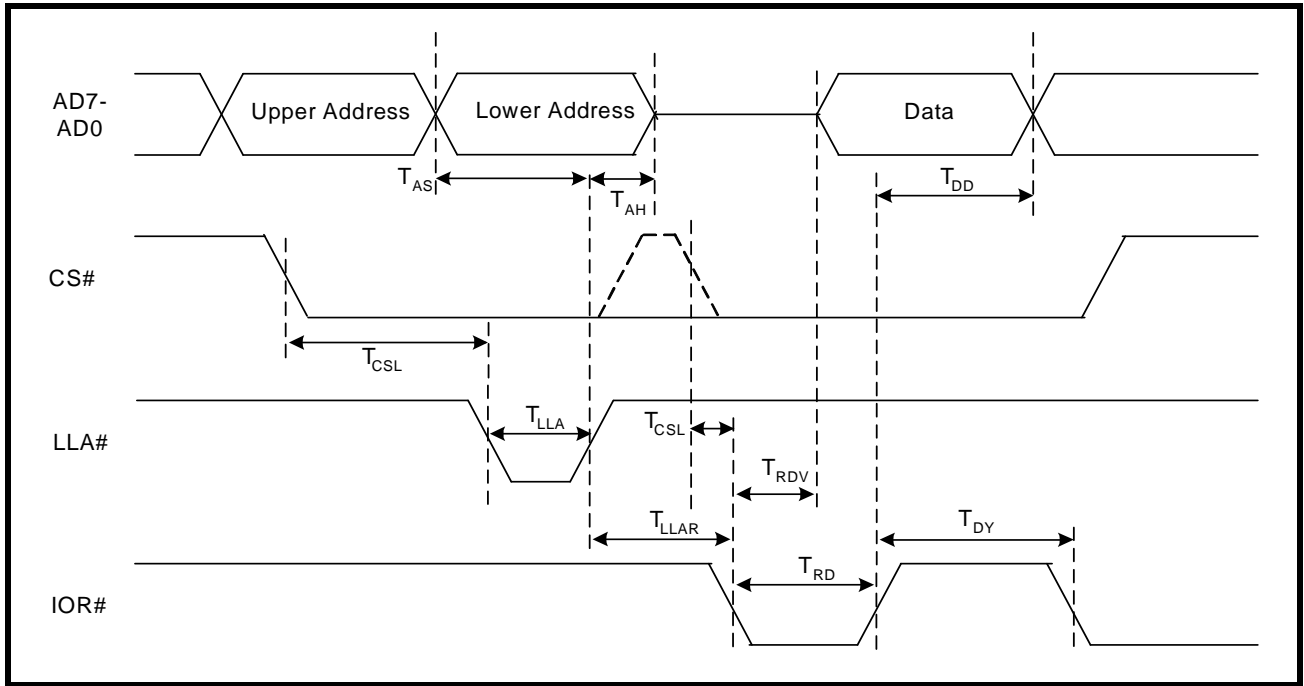 AD7-
AD0
Upper Address
Lower Address
Data
TAS
TAH
TDD
CS#
TCSL
LLA#
TLLA
TCSL
TRDV
TLLAR
TDY
TRD
IOR#